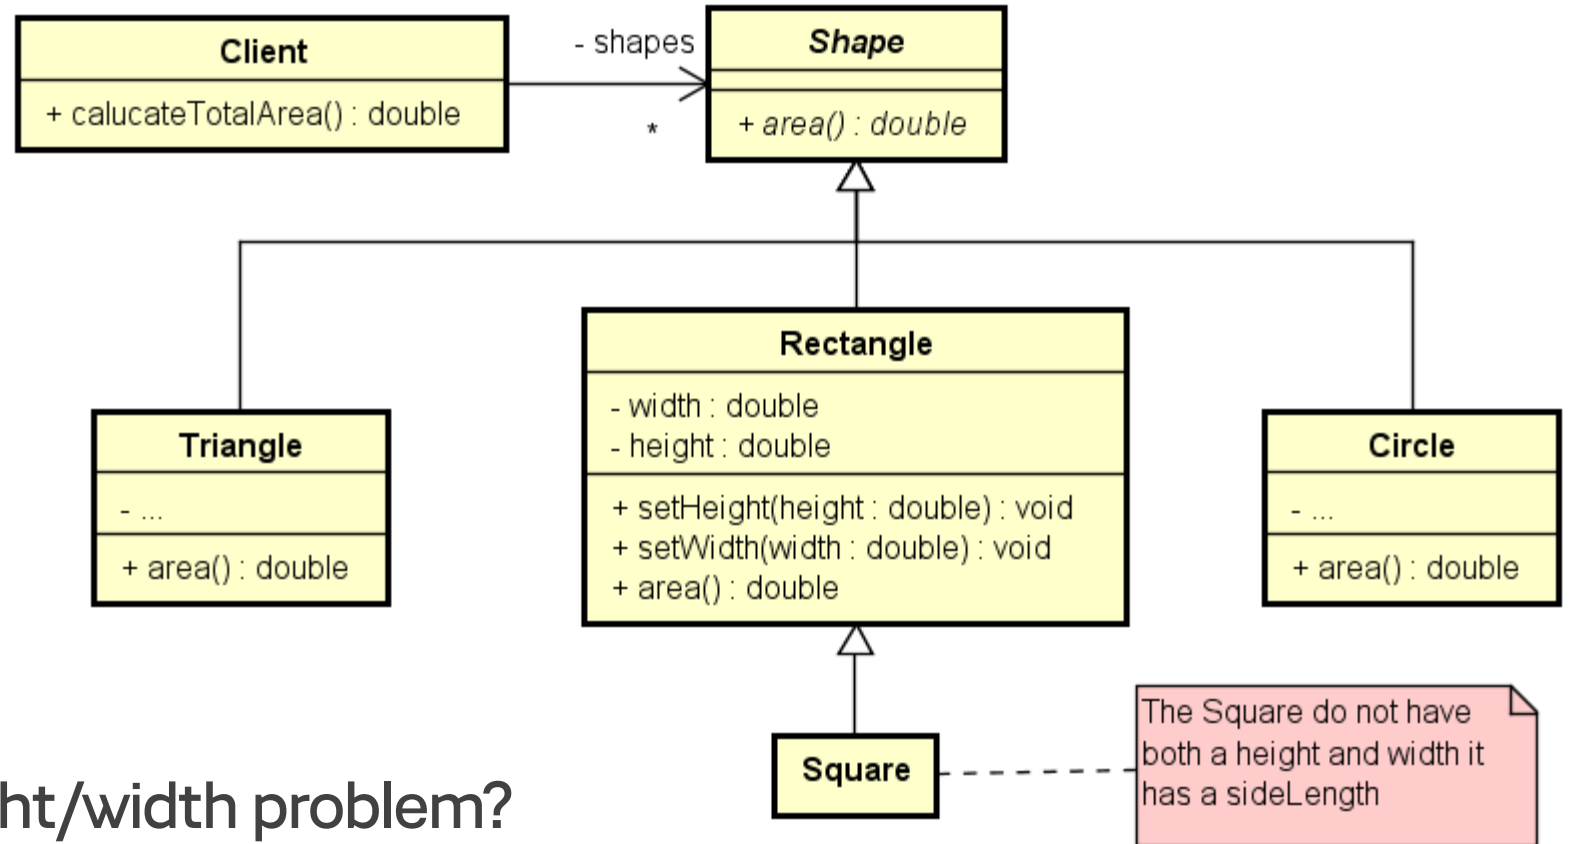 Client
+ calucateTotalArea() : double
- shapes
*
Shape
+ area() : double
Triangle
- ...
+ area() : double
Rectangle
- width : double
- height : double
+ setHeight(height : double) : void
+ setWidth(width : double) : void
+ area() : double
Circle
- ...
+ area() : double
Square
The Square do not have
both a height and width it
has a sideLength
ht/width problem?